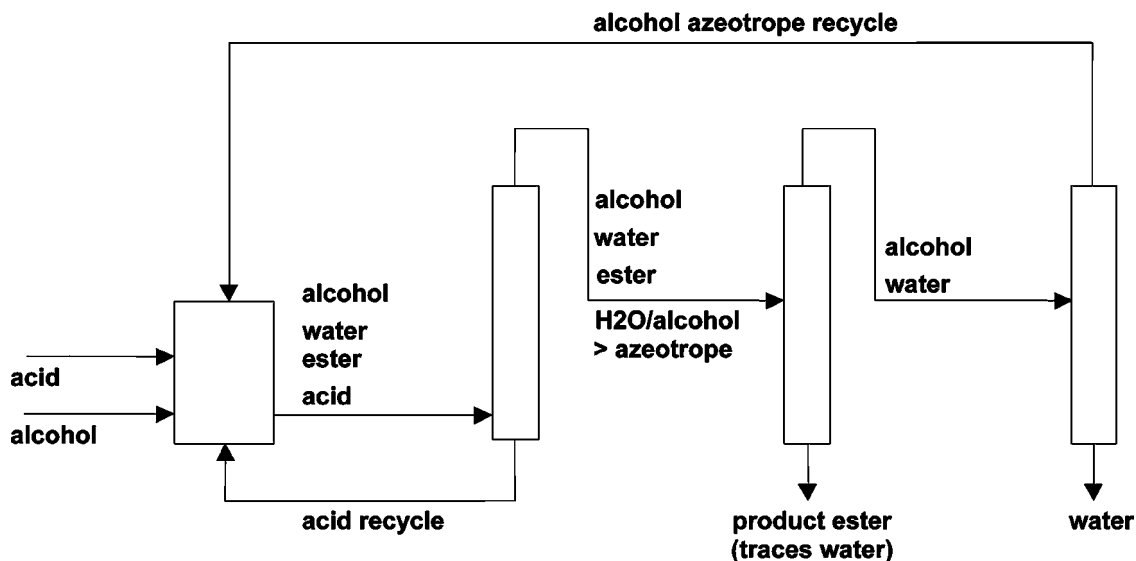 alcohol azeotrope recycle
alcohol
water
ester
acid
acid
alcohol
acid recycle
alcohol
water
ester
H2O/alcohol
> azeotrope
alcohol
water
product ester
(traces water)
water